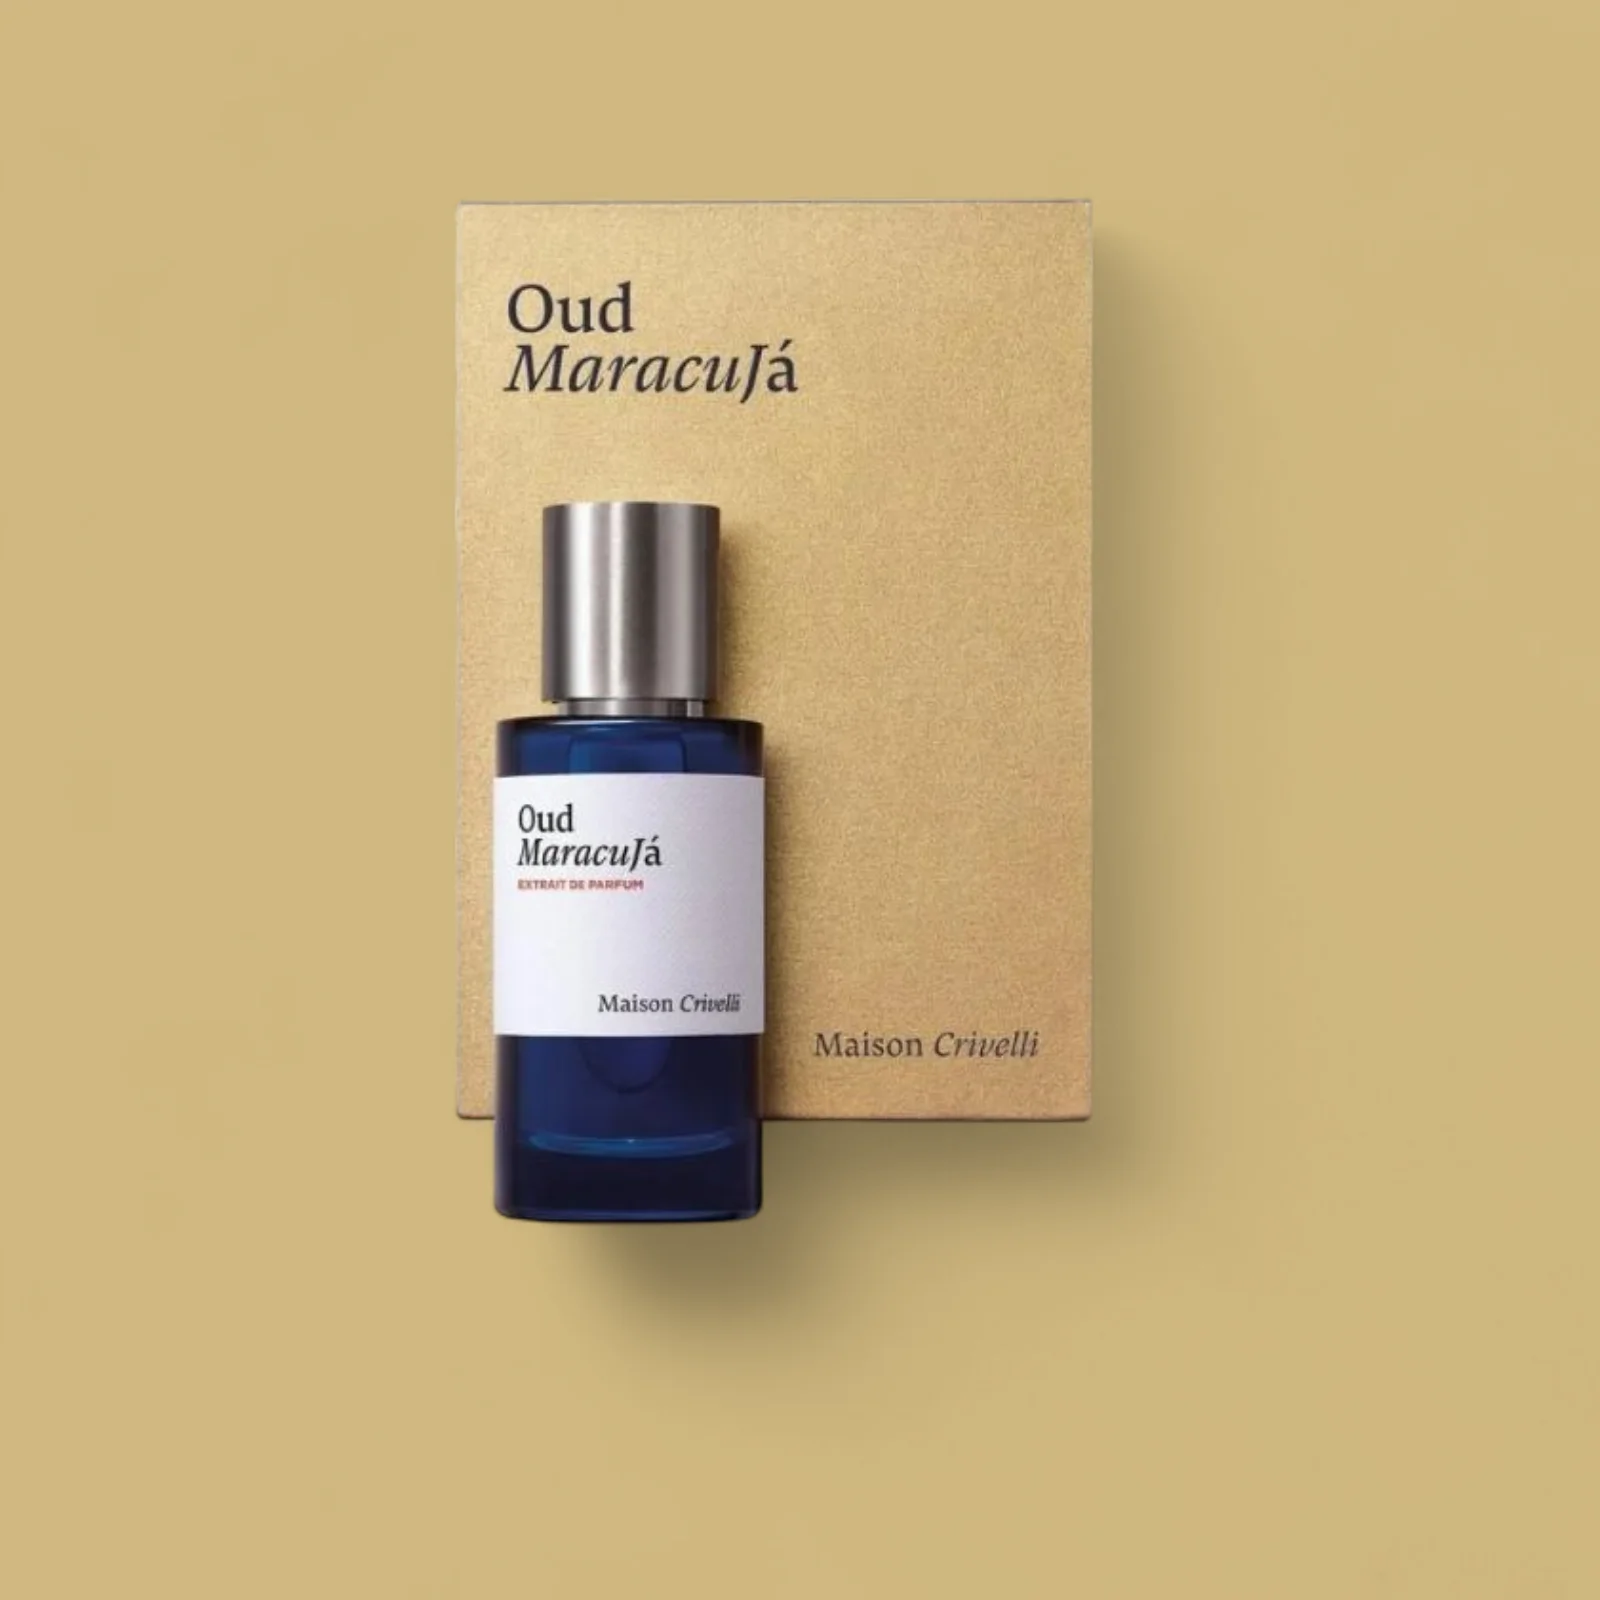 Oud
MaracuJá
Oud
MaracuJá
EXTRAIT DE PARFUM
Maison Crivelli
Maison Crivelli